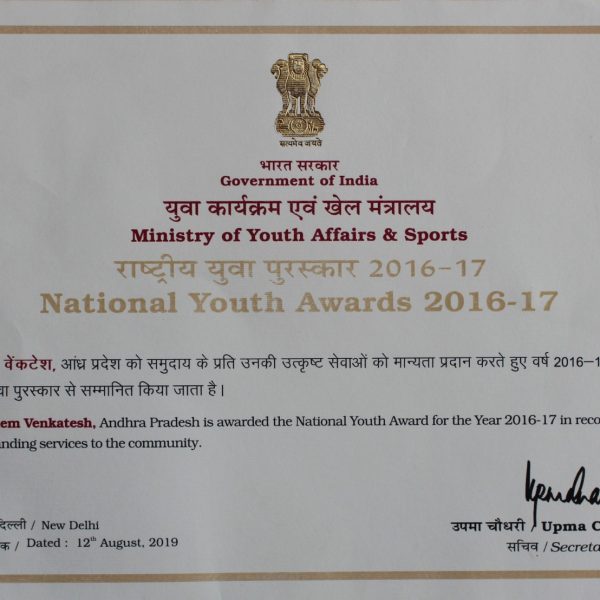 सत्यमेव जयते
भारत सरकार
Government of India
युवा कार्यक्रम एवं खेल मंत्रालय
Ministry of Youth Affairs & Sports
राष्ट्रीय युवा पुरस्कार 2016-17
National Youth Awards 2016-17
वेंकटेश, आंध्र प्रदेश को समुदाय के प्रति उनकी उत्कृष्ट सेवाओं को मान्यता प्रदान करते हुए वर्ष 2016-1
पुरस्कार से सम्मानित किया जाता है।
em Venkatesh, Andhra Pradesh is awarded the National Youth Award for the Year 2016-17 in reco
nding services to the community.
दिल्ली / New Delhi
क / Dated : 12th August, 2019
उपमा चौधरी / Upma C
सचिव / Secreta